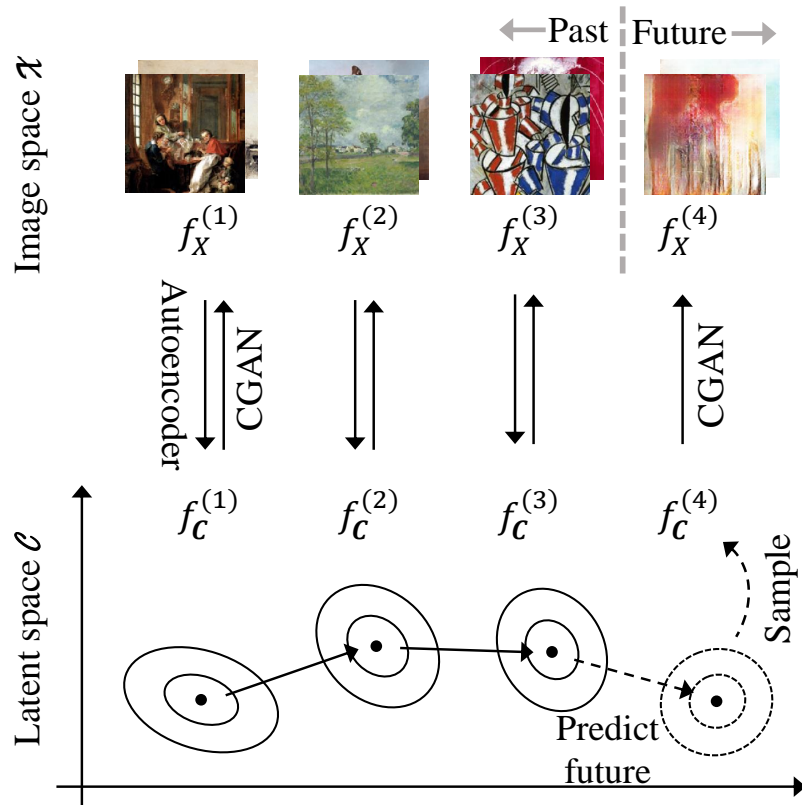 Past
Future
Image space 𝒳
f_X^(1)
f_X^(2)
f_X^(3)
f_X^(4)
Autoencoder
CGAN
CGAN
f_C^(1)
f_C^(2)
f_C^(3)
f_C^(4)
Latent space 𝒞
Sample
Predict
future